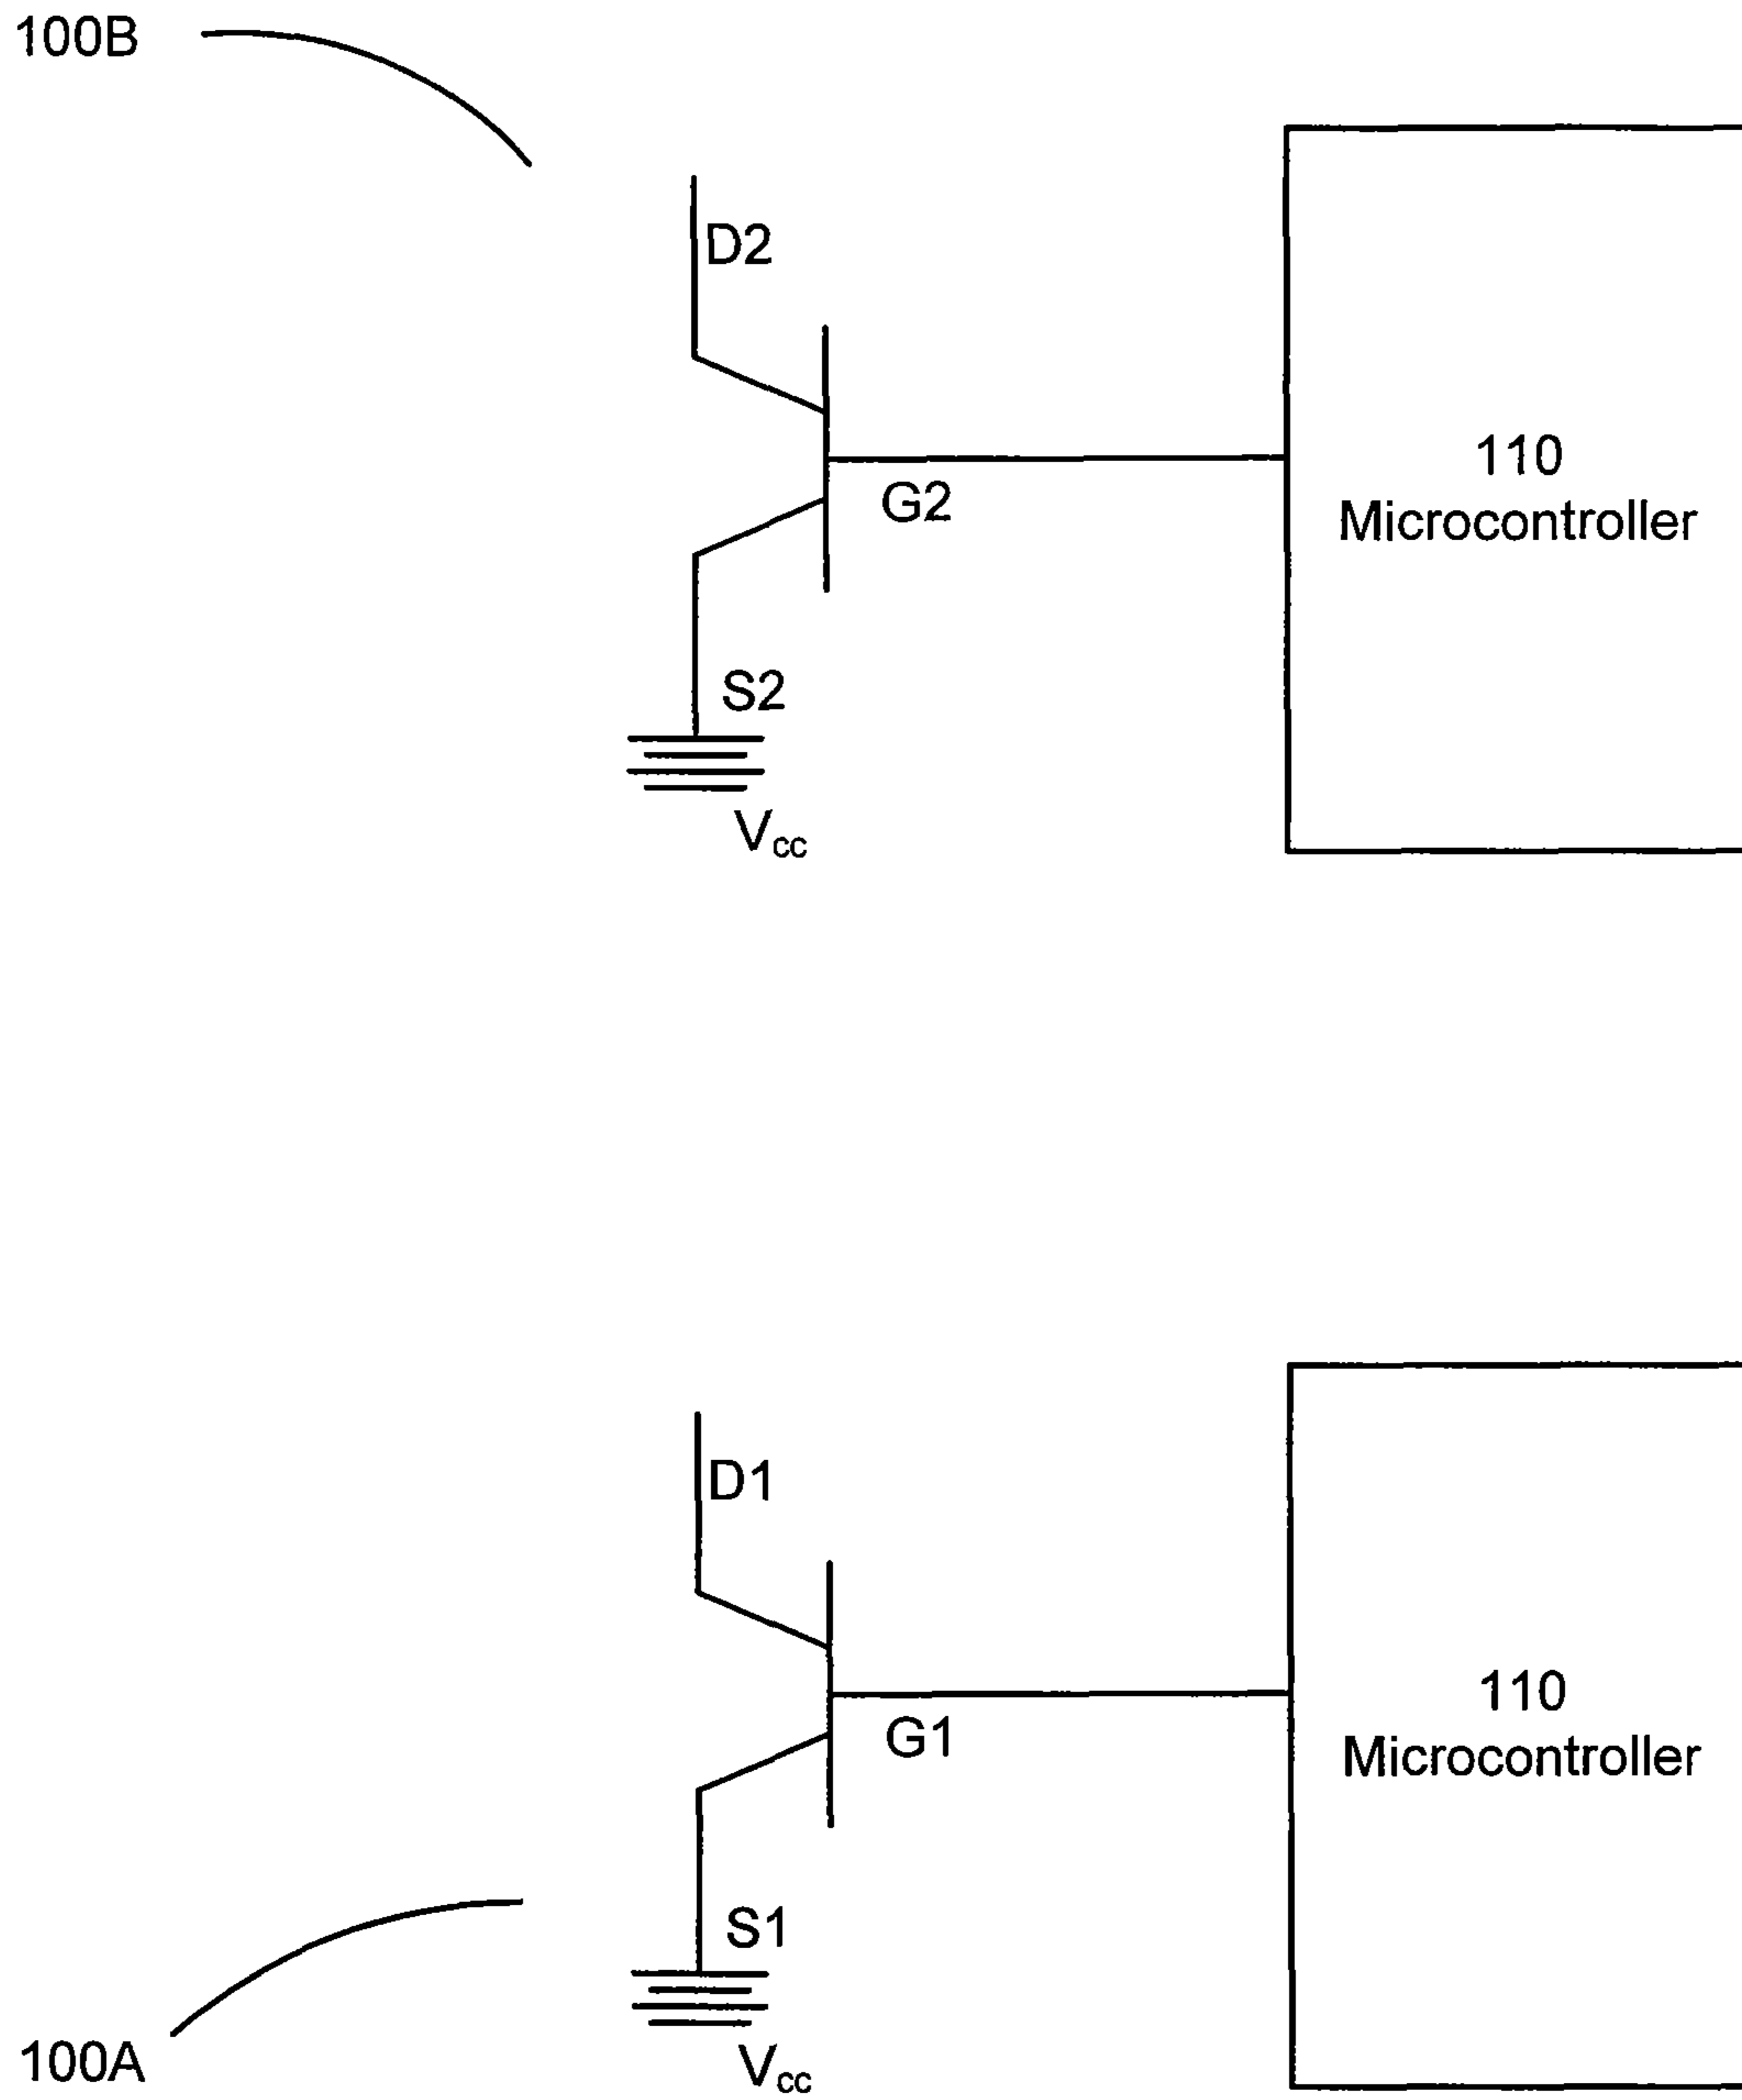 100B
D2
110
Microcontroller
G2
S2
Vcc
D1
110
Microcontroller
G1
S1
Vcc
100A